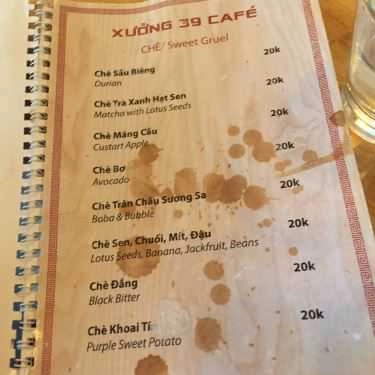 XUỞNG 39 CAFÉ
CHÈ/ Sweet Gruel
Chè Sầu Riêng 20k
Durian
Chè Trà Xanh Hạt Sen 20k
Matcha with Lotus Seeds
Chè Mãng Cầu 20k
Custart Apple
Chè Bơ 20k
Avocado
Chè Trân Châu Sương Sa 20k
Boba & Bubble
Chè Sen, Chuối, Mít, Đậu 20k
Lotus Seeds, Banana, Jackfruit, Beans
Chè Đắng 20k
Black Bitter
Chè Khoai Tí 20k
Purple Sweet Potato